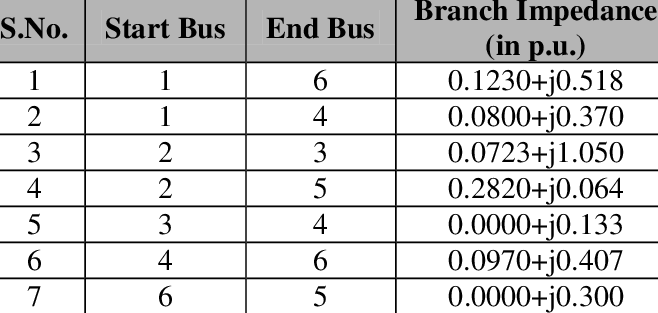 S.No. Start Bus End Bus Branch Impedance (in p.u.)
1 1 6 0.1230+j0.518
2 1 4 0.0800+j0.370
3 2 3 0.0723+j1.050
4 2 5 0.2820+j0.064
5 3 4 0.0000+j0.133
6 4 6 0.0970+j0.407
7 6 5 0.0000+j0.300